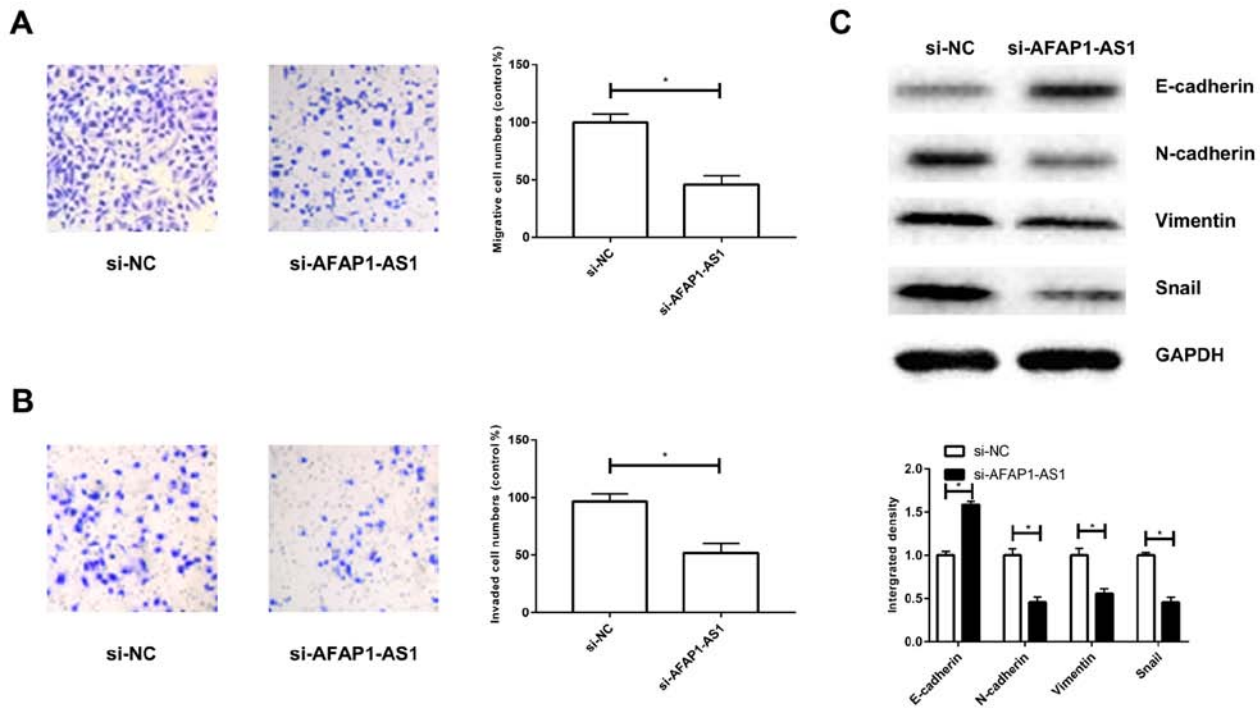 A
si-NC
si-AFAP1-AS1
Migrative cell numbers (control %)
150
100
50
0
*
si-NC
si-AFAP1-AS1
B
si-NC
si-AFAP1-AS1
Invaded cell numbers (control %)
150
100
50
0
*
si-NC
si-AFAP1-AS1
C
si-NC si-AFAP1-AS1
E-cadherin
N-cadherin
Vimentin
Snail
GAPDH
si-NC
si-AFAP1-AS1
Intergrated density
2.0
1.5
1.0
0.5
0.0
* * * *
E-cadherin
N-cadherin
Vimentin
Snail